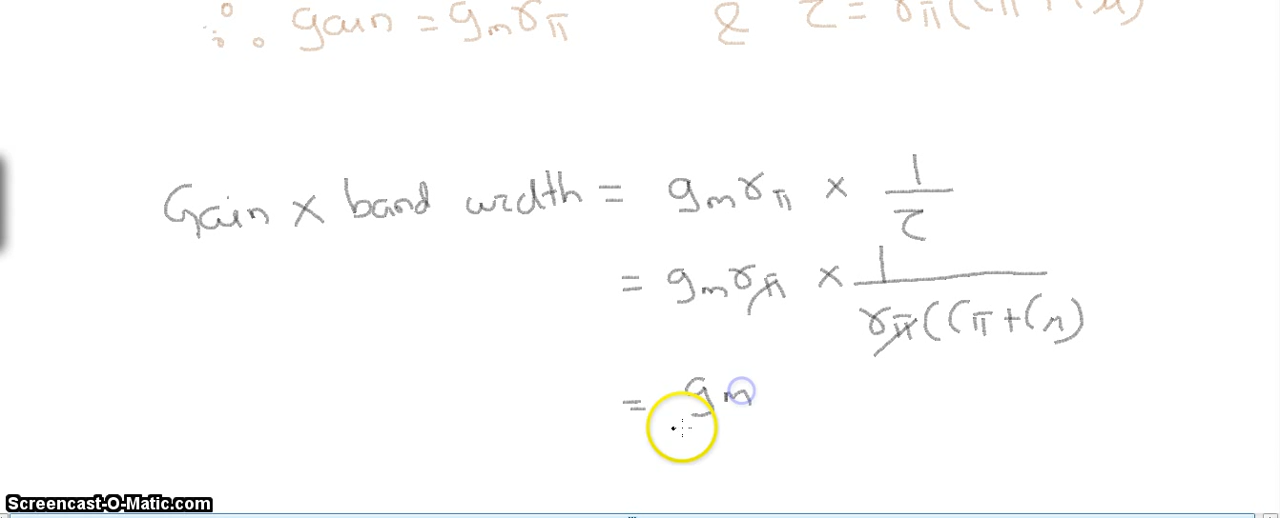 ∴ gain = gmrπ & τ = rπ(Cπ + Cμ)
Gain × band width = gmrπ × 1/τ
= gmrπ × 1/rπ(Cπ+Cμ)
= gm
Screencast-O-Matic.com